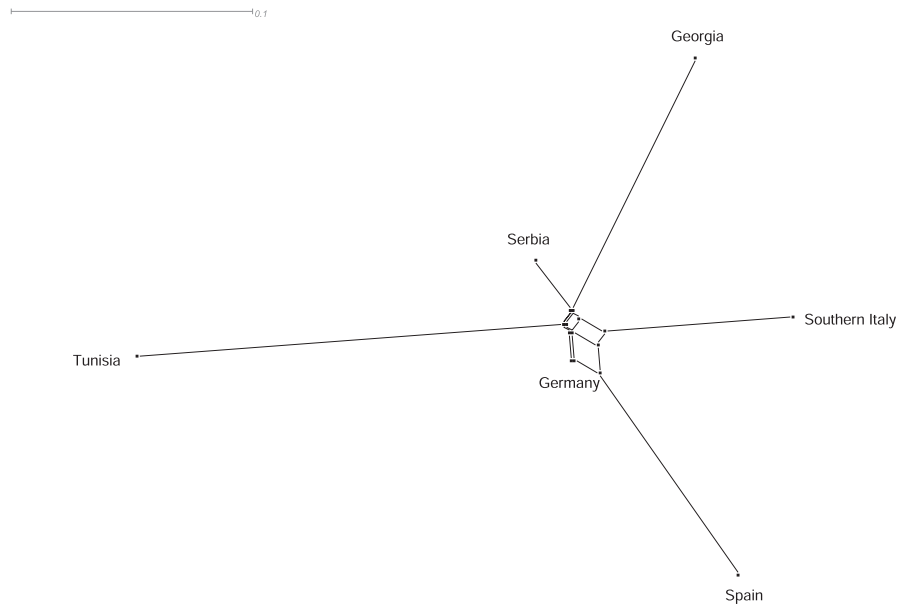 0.1
Georgia
Serbia
Southern Italy
Tunisia
Germany
Spain